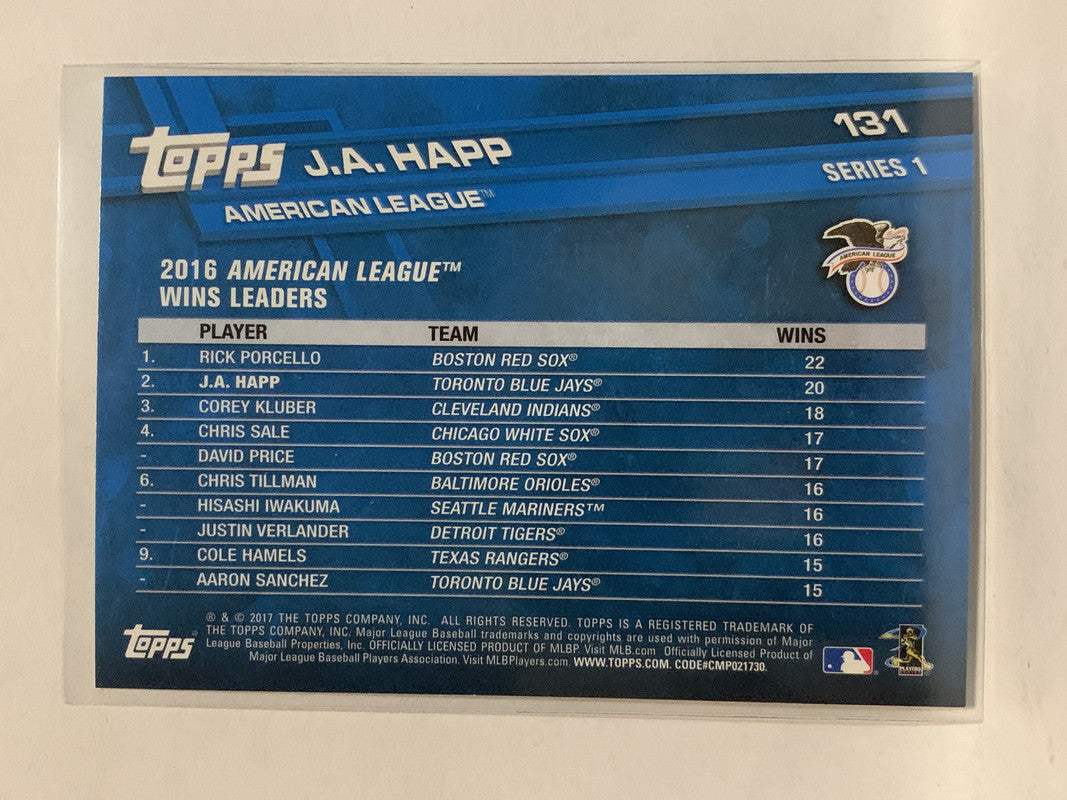 TOPPS J.A. HAPP 131
AMERICAN LEAGUE™ SERIES 1
AMERICAN LEAGUE
2016 AMERICAN LEAGUE™
WINS LEADERS
PLAYER TEAM WINS
1. RICK PORCELLO BOSTON RED SOX® 22
2. J.A. HAPP TORONTO BLUE JAYS® 20
3. COREY KLUBER CLEVELAND INDIANS® 18
4. CHRIS SALE CHICAGO WHITE SOX® 17
- DAVID PRICE BOSTON RED SOX® 17
6. CHRIS TILLMAN BALTIMORE ORIOLES® 16
- HISASHI IWAKUMA SEATTLE MARINERS™ 16
- JUSTIN VERLANDER DETROIT TIGERS® 16
9. COLE HAMELS TEXAS RANGERS® 15
- AARON SANCHEZ TORONTO BLUE JAYS® 15
® & © 2017 THE TOPPS COMPANY, INC. ALL RIGHTS RESERVED. TOPPS IS A REGISTERED TRADEMARK OF
THE TOPPS COMPANY, INC. Major League Baseball trademarks and copyrights are used with permission of Major
League Baseball Properties, Inc. OFFICIALLY LICENSED PRODUCT OF MLBP. Visit MLB.com Officially Licensed Product of
Major League Baseball Players Association. Visit MLBPlayers.com. WWW.TOPPS.COM. CODE#CMP021730.
TOPPS®
PLAYERS